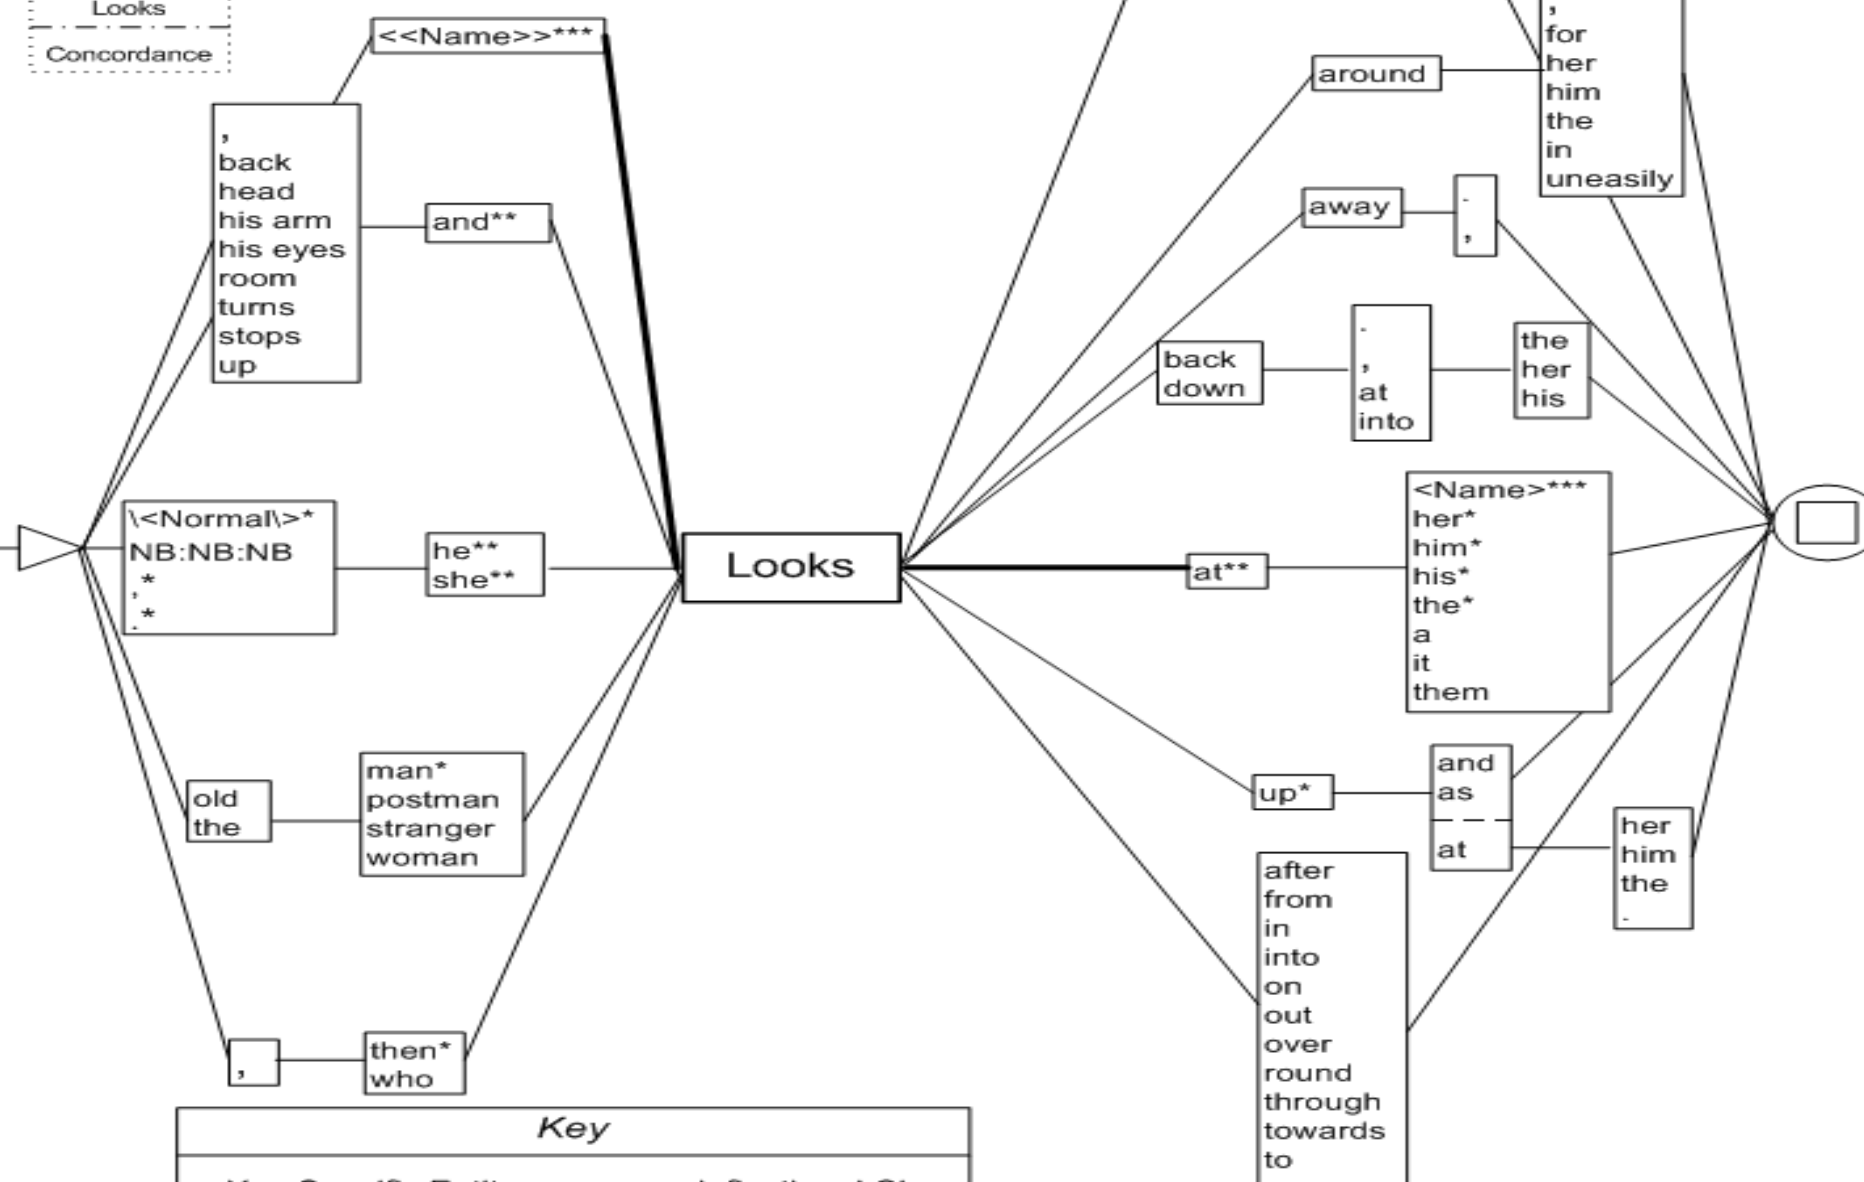 Looks
Concordance
<<Name>>***
,
back
head
his arm
his eyes
room
turns
stops
up
and**
\<Normal\>*
NB:NB:NB
,*
.*
he**
she**
old
the
man*
postman
stranger
woman
,
then*
who
Looks
around
,
for
her
him
the
in
uneasily
away
.
,
back
down
.
,
at
into
the
her
his
at**
<Name>***
her*
him*
his*
the*
a
it
them
up*
and
as
at
her
him
the
.
after
from
in
into
on
out
over
round
through
towards
to
Key